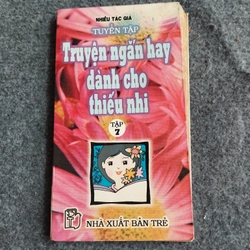 NHIỀU TÁC GIẢ
TUYỂN TẬP
Truyện ngắn hay
dành cho
thiếu nhi
TẬP
7
NHÀ XUẤT BẢN TRẺ